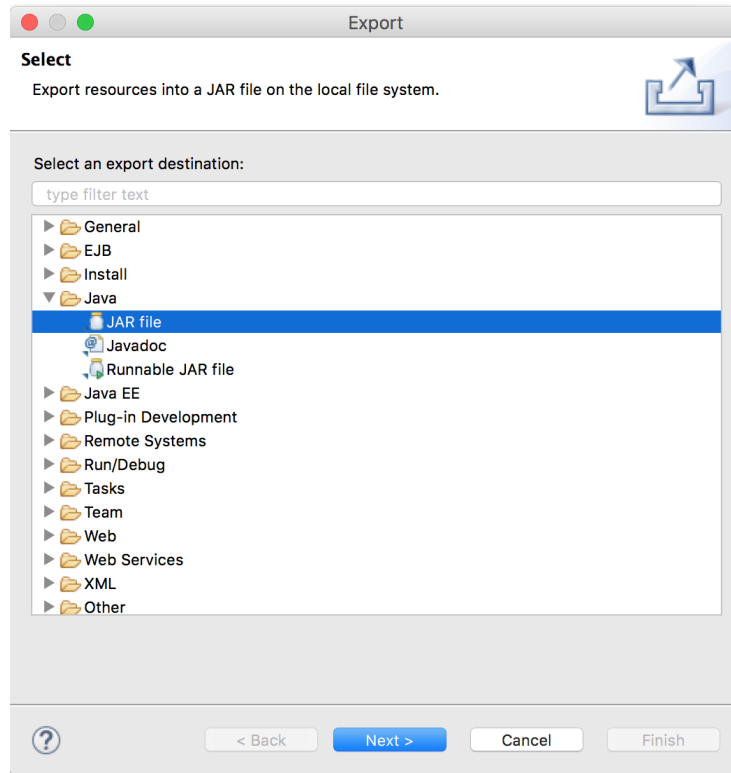 Export
Select
Export resources into a JAR file on the local file system.
Select an export destination:
type filter text
General
EJB
Install
Java
JAR file
Javadoc
Runnable JAR file
Java EE
Plug-in Development
Remote Systems
Run/Debug
Tasks
Team
Web
Web Services
XML
Other
? < Back Next > Cancel Finish